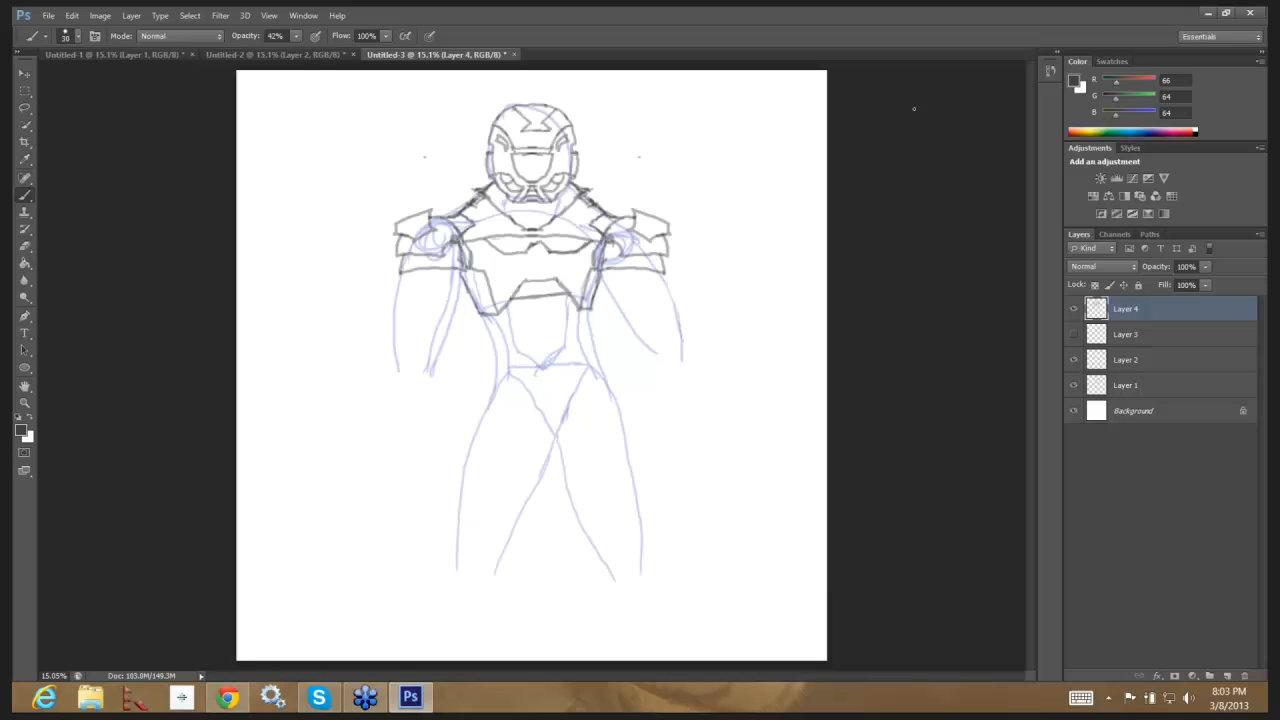 Ps File Edit Image Layer Type Select Filter 3D View Window Help
30 Mode: Normal Opacity: 42% Flow: 100% Essentials
Untitled-1 @ 15.1% (Layer 1, RGB/8) * × Untitled-2 @ 15.1% (Layer 2, RGB/8) * × Untitled-3 @ 15.1% (Layer 4, RGB/8) * ×
Color Swatches
R 66
G 64
B 64
Adjustments Styles
Add an adjustment
Layers Channels Paths
Kind
Normal Opacity: 100%
Lock: Fill: 100%
Layer 4
Layer 3
Layer 2
Layer 1
Background
15.05% Doc: 103.0M/149.3M
Ps
8:03 PM
3/8/2013